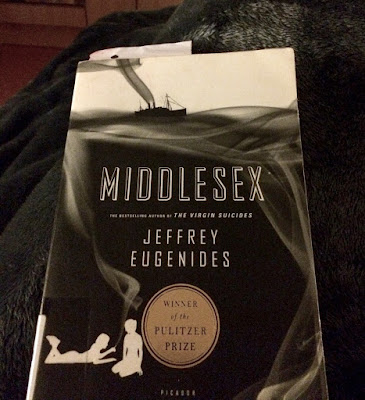 MIDDLESEX
THE BESTSELLING AUTHOR OF THE VIRGIN SUICIDES
JEFFREY
EUGENIDES
WINNER
of the
PULITZER
PRIZE
PICADOR